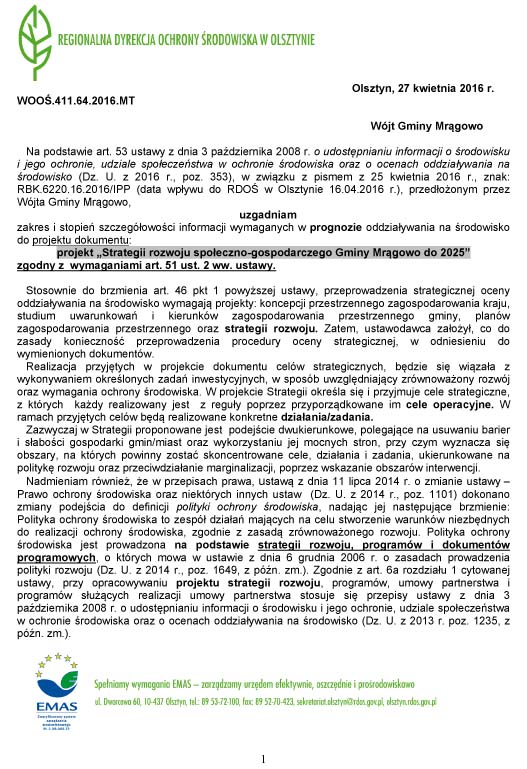 REGIONALNA DYREKCJA OCHRONY ŚRODOWISKA W OLSZTYNIE
Olsztyn, 27 kwietnia 2016 r.
WOOŚ.411.64.2016.MT
Wójt Gminy Mrągowo
Na podstawie art. 53 ustawy z dnia 3 października 2008 r. o udostępnianiu informacji o środowisku
i jego ochronie, udziale społeczeństwa w ochronie środowiska oraz o ocenach oddziaływania na
środowisko (Dz. U. z 2016 r., poz. 353), w związku z pismem z 25 kwietnia 2016 r., znak:
RBK.6220.16.2016/IPP (data wpływu do RDOŚ w Olsztynie 16.04.2016 r.), przedłożonym przez
Wójta Gminy Mrągowo,
uzgadniam
zakres i stopień szczegółowości informacji wymaganych w prognozie oddziaływania na środowisko
do projektu dokumentu:
projekt „Strategii rozwoju społeczno-gospodarczego Gminy Mrągowo do 2025”
zgodny z wymaganiami art. 51 ust. 2 ww. ustawy.
Stosownie do brzmienia art. 46 pkt 1 powyższej ustawy, przeprowadzenia strategicznej oceny
oddziaływania na środowisko wymagają projekty: koncepcji przestrzennego zagospodarowania kraju,
studium uwarunkowań i kierunków zagospodarowania przestrzennego gminy, planów
zagospodarowania przestrzennego oraz strategii rozwoju. Zatem, ustawodawca założył, co do
zasady konieczność przeprowadzenia procedury oceny strategicznej, w odniesieniu do
wymienionych dokumentów.
Realizacja przyjętych w projekcie dokumentu celów strategicznych, będzie się wiązała z
wykonywaniem określonych zadań inwestycyjnych, w sposób uwzględniający zrównoważony rozwój
oraz wymagania ochrony środowiska. W projekcie Strategii określa się i przyjmuje cele strategiczne,
z których każdy realizowany jest z reguły poprzez przyporządkowane im cele operacyjne. W
ramach przyjętych celów będą realizowane konkretne działania/zadania.
Zazwyczaj w Strategii proponowane jest podejście dwukierunkowe, polegające na usuwaniu barier
i słabości gospodarki gmin/miast oraz wykorzystaniu jej mocnych stron, przy czym wyznacza się
obszary, na których powinny zostać skoncentrowane cele, działania i zadania, ukierunkowane na
politykę rozwoju oraz przeciwdziałanie marginalizacji, poprzez wskazanie obszarów interwencji.
Nadmieniam również, że w przepisach prawa, ustawą z dnia 11 lipca 2014 r. o zmianie ustawy –
Prawo ochrony środowiska oraz niektórych innych ustaw (Dz. U. z 2014 r., poz. 1101) dokonano
zmiany podejścia do definicji polityki ochrony środowiska, nadając jej następujące brzmienie:
Polityka ochrony środowiska to zespół działań mających na celu stworzenie warunków niezbędnych
do realizacji ochrony środowiska, zgodnie z zasadą zrównoważonego rozwoju. Polityka ochrony
środowiska jest prowadzona na podstawie strategii rozwoju, programów i dokumentów
programowych, o których mowa w ustawie z dnia 6 grudnia 2006 r. o zasadach prowadzenia
polityki rozwoju (Dz. U. z 2014 r., poz. 1649, z późn. zm.). Zgodnie z art. 6a rozdziału 1 cytowanej
ustawy, przy opracowywaniu projektu strategii rozwoju, programów, umowy partnerstwa i
programów służących realizacji umowy partnerstwa stosuje się przepisy ustawy z dnia 3
października 2008 r. o udostępnianiu informacji o środowisku i jego ochronie, udziale społeczeństwa
w ochronie środowiska oraz o ocenach oddziaływania na środowisko (Dz. U. z 2013 r. poz. 1235, z
późn. zm.).
Spełniamy wymagania EMAS – zarządzamy urzędem efektywnie, oszczędnie i prośrodowiskowo
ul. Dworcowa 60, 10-437 Olsztyn, tel.: 89 53-72-100, fax: 89 52-70-423, sekretariat.olsztyn@rdos.gov.pl, olsztyn.rdos.gov.pl
EMAS
1